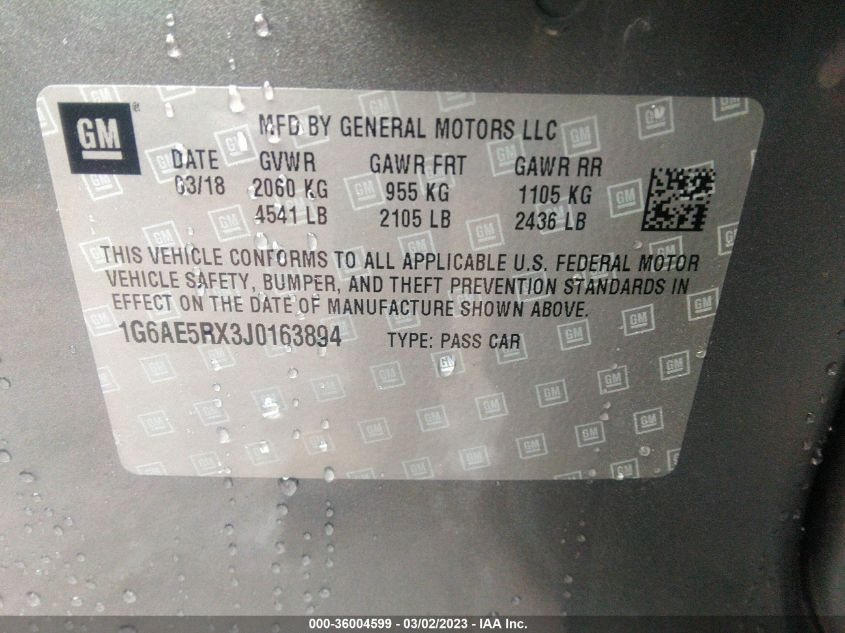 GM ®
MFD BY GENERAL MOTORS LLC
DATE GVWR GAWR FRT GAWR RR
03/18 2060 KG 955 KG 1105 KG
4541 LB 2105 LB 2436 LB
THIS VEHICLE CONFORMS TO ALL APPLICABLE U.S. FEDERAL MOTOR
VEHICLE SAFETY, BUMPER, AND THEFT PREVENTION STANDARDS IN
EFFECT ON THE DATE OF MANUFACTURE SHOWN ABOVE.
1G6AE5RX3J0163894 TYPE: PASS CAR
000-36004599 - 03/02/2023 - IAA Inc.